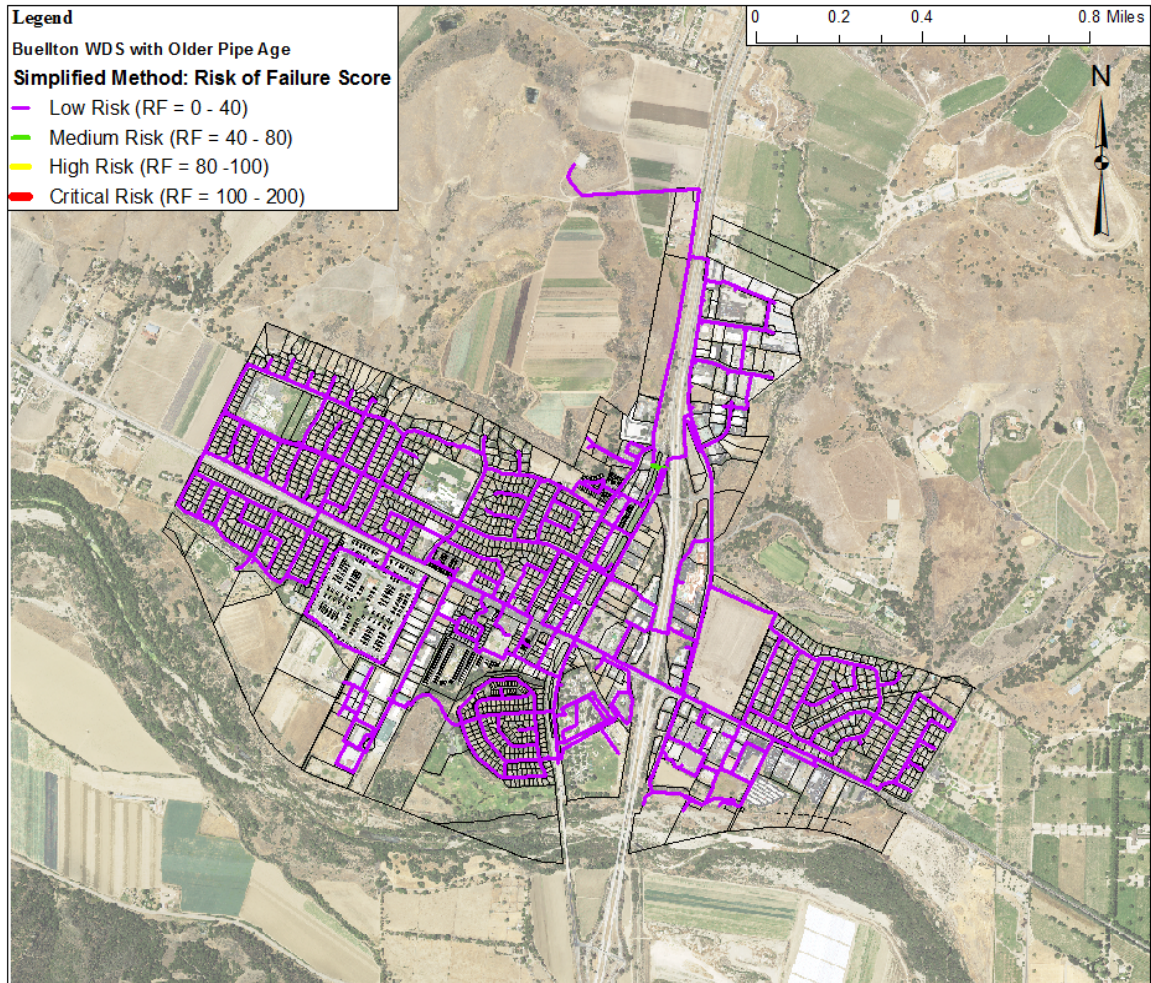 Legend
Buellton WDS with Older Pipe Age
Simplified Method: Risk of Failure Score
Low Risk (RF = 0 - 40)
Medium Risk (RF = 40 - 80)
High Risk (RF = 80 -100)
Critical Risk (RF = 100 - 200)
0 0.2 0.4 0.8 Miles
N